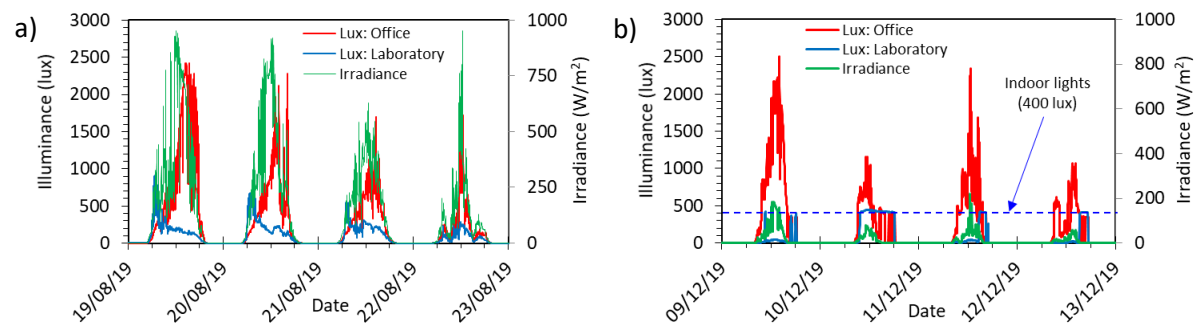 a)
3000
2500
2000
1500
1000
500
0
Illuminance (lux)
Lux: Office
Lux: Laboratory
Irradiance
1000
750
500
250
0
Irradiance (W/m²)
19/08/19
20/08/19
21/08/19
22/08/19
23/08/19
Date
b)
3000
2500
2000
1500
1000
500
0
Illuminance (lux)
Lux: Office
Lux: Laboratory
Irradiance
Indoor lights
(400 lux)
1000
800
600
400
200
0
Irradiance (W/m²)
09/12/19
10/12/19
11/12/19
12/12/19
13/12/19
Date